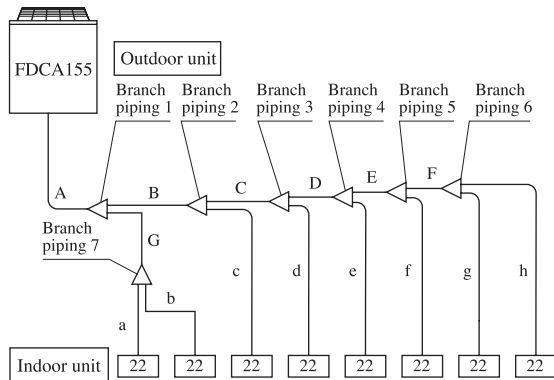 FDCA155
Outdoor unit
Branch
piping 1
Branch
piping 2
Branch
piping 3
Branch
piping 4
Branch
piping 5
Branch
piping 6
A
B
C
D
E
F
Branch
piping 7
G
a
b
c
d
e
f
g
h
Indoor unit
22
22
22
22
22
22
22
22